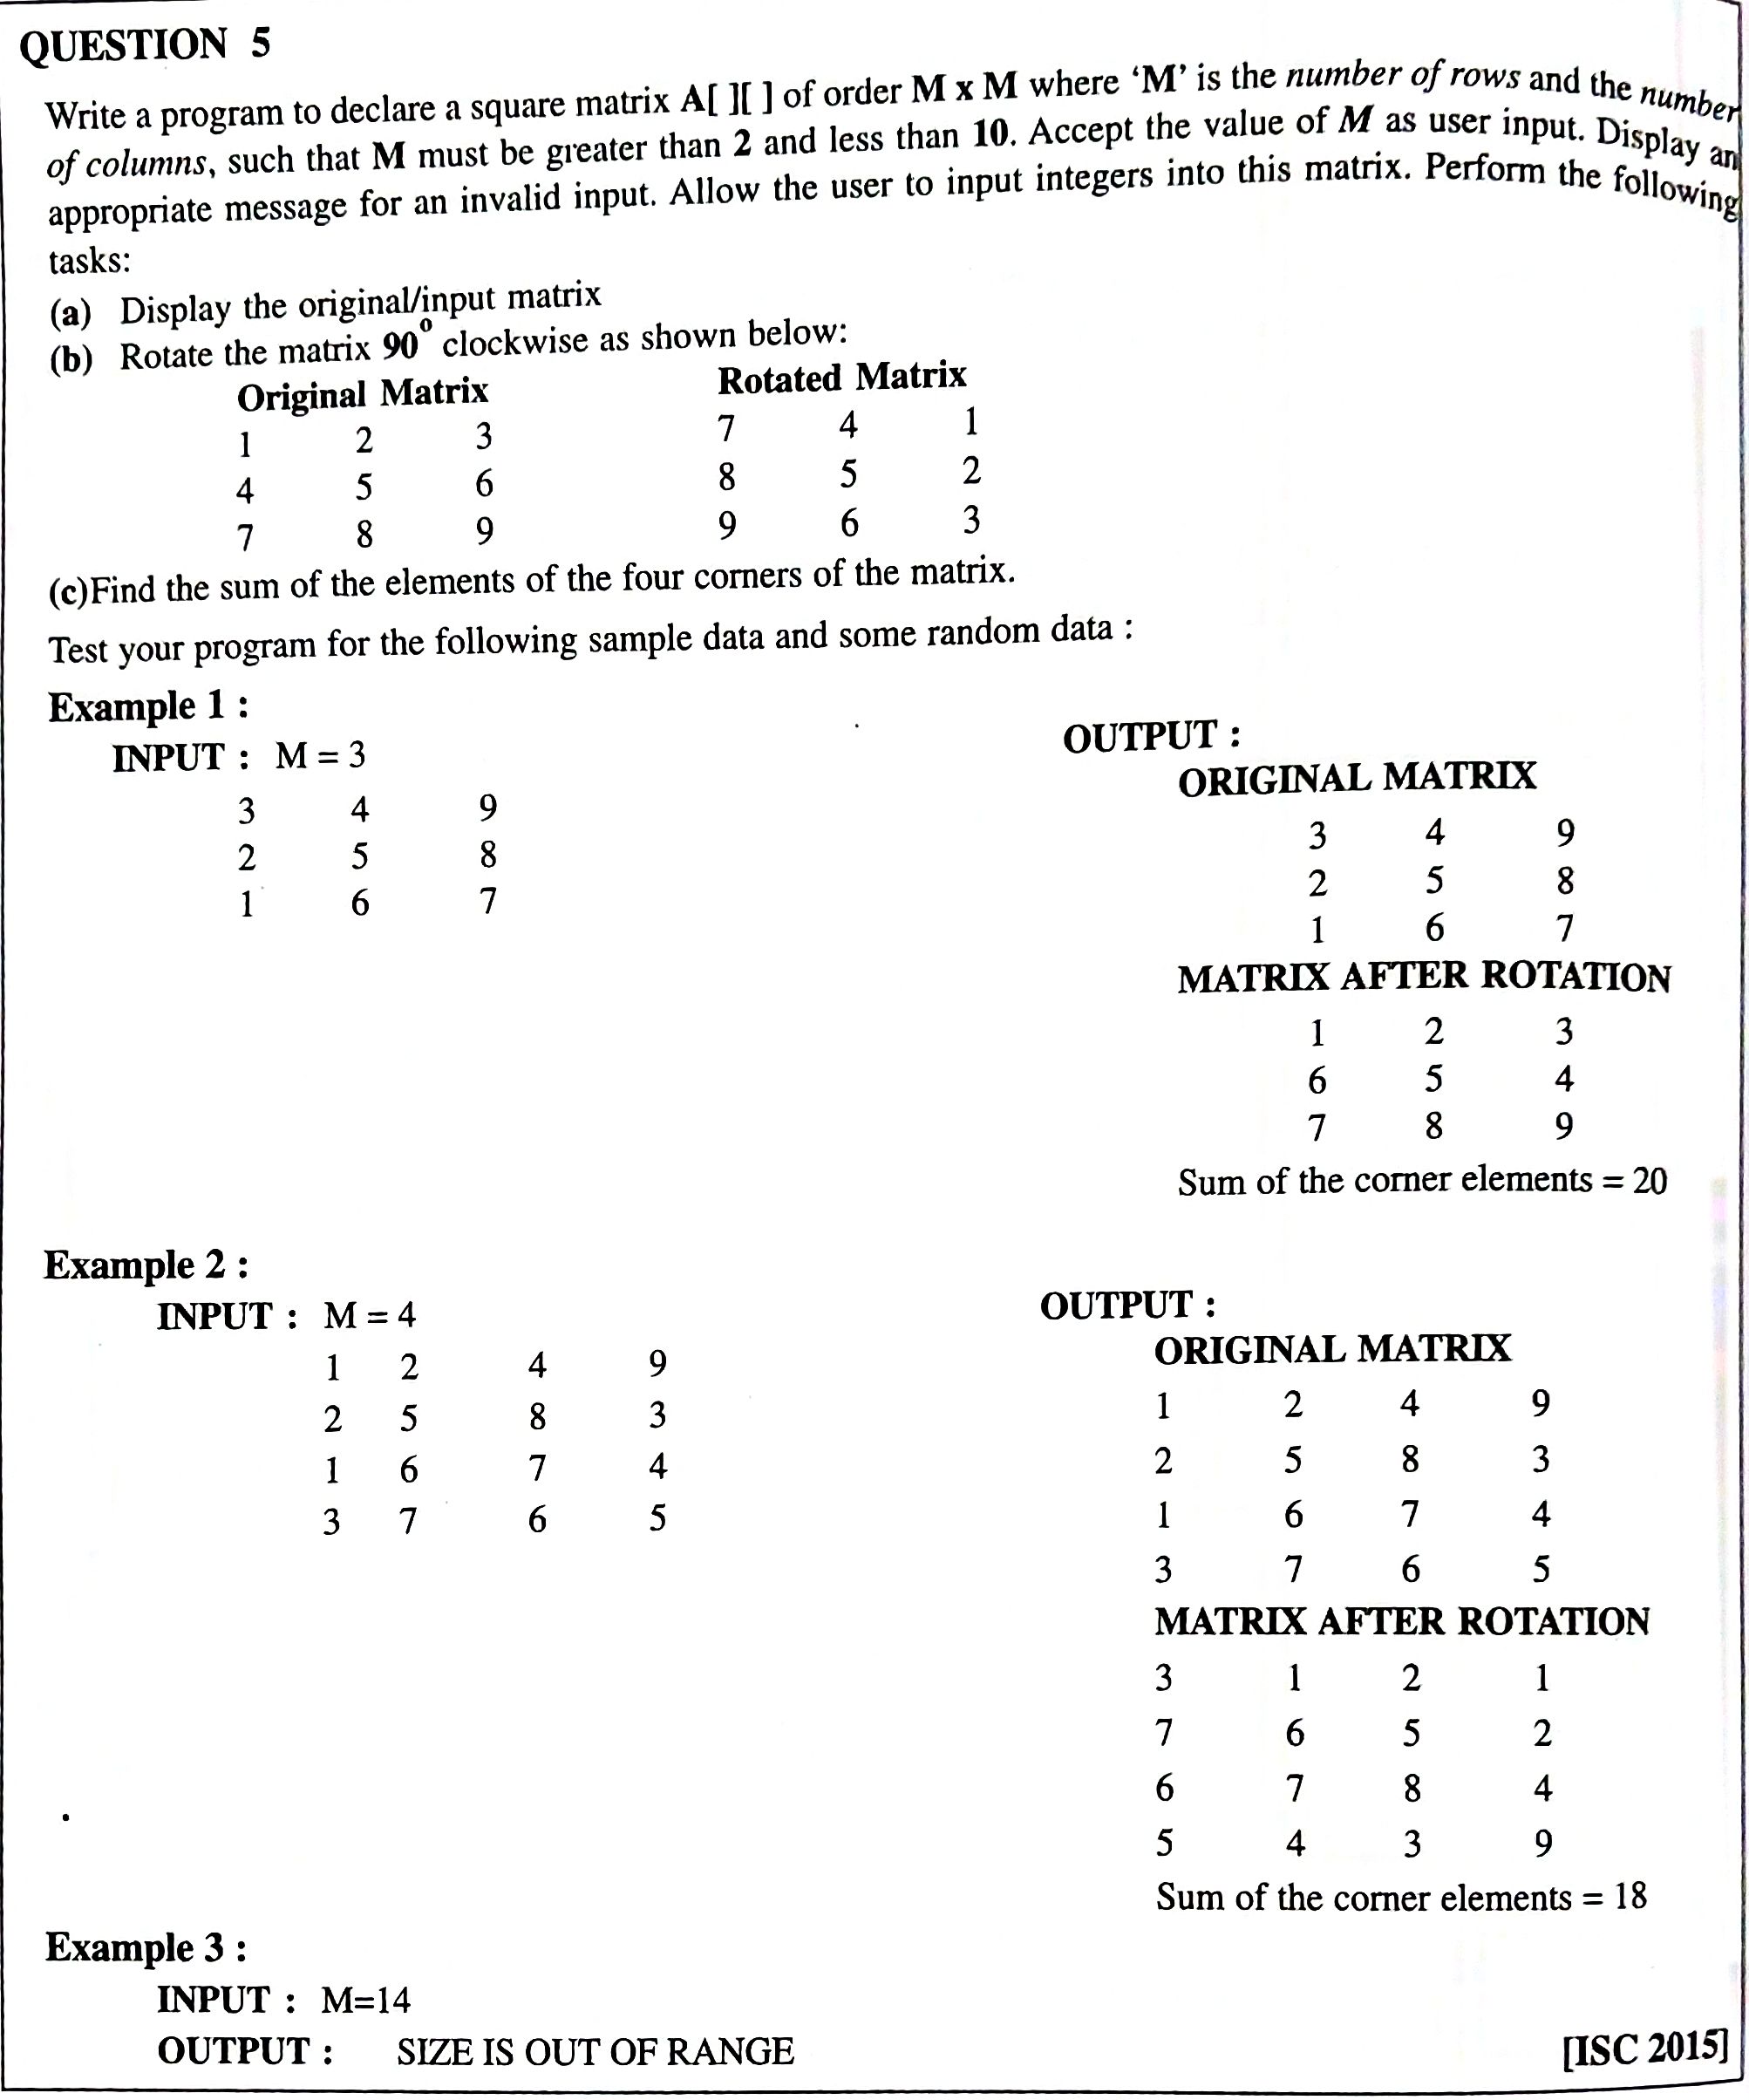 QUESTION 5
Write a program to declare a square matrix A[ ][ ] of order M x M where ‘M’ is the number of rows and the number
of columns, such that M must be greater than 2 and less than 10. Accept the value of M as user input. Display an
appropriate message for an invalid input. Allow the user to input integers into this matrix. Perform the following
tasks:
(a) Display the original/input matrix
(b) Rotate the matrix 90° clockwise as shown below:
Original Matrix Rotated Matrix
1 2 3 7 4 1
4 5 6 8 5 2
7 8 9 9 6 3
(c)Find the sum of the elements of the four corners of the matrix.
Test your program for the following sample data and some random data :
Example 1 :
INPUT : M = 3
3 4 9
2 5 8
1 6 7
OUTPUT :
ORIGINAL MATRIX
3 4 9
2 5 8
1 6 7
MATRIX AFTER ROTATION
1 2 3
6 5 4
7 8 9
Sum of the corner elements = 20
Example 2 :
INPUT : M = 4
1 2 4 9
2 5 8 3
1 6 7 4
3 7 6 5
OUTPUT :
ORIGINAL MATRIX
1 2 4 9
2 5 8 3
1 6 7 4
3 7 6 5
MATRIX AFTER ROTATION
3 1 2 1
7 6 5 2
6 7 8 4
5 4 3 9
Sum of the corner elements = 18
Example 3 :
INPUT : M=14
OUTPUT : SIZE IS OUT OF RANGE
[ISC 2015]